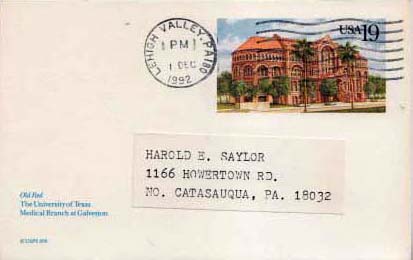 LEHIGH VALLEY, PA 180
PM
1 DEC
1992
USA 19
HAROLD E. SAYLOR
1166 HOWERTOWN RD.
NO. CATASAUQUA, PA. 18032
Old Red
The University of Texas
Medical Branch at Galveston